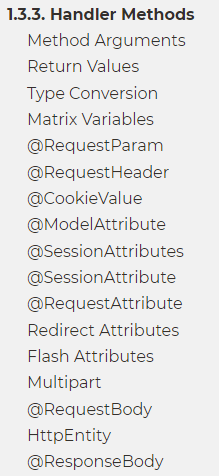 1.3.3. Handler Methods
Method Arguments
Return Values
Type Conversion
Matrix Variables
@RequestParam
@RequestHeader
@CookieValue
@ModelAttribute
@SessionAttributes
@SessionAttribute
@RequestAttribute
Redirect Attributes
Flash Attributes
Multipart
@RequestBody
HttpEntity
@ResponseBody